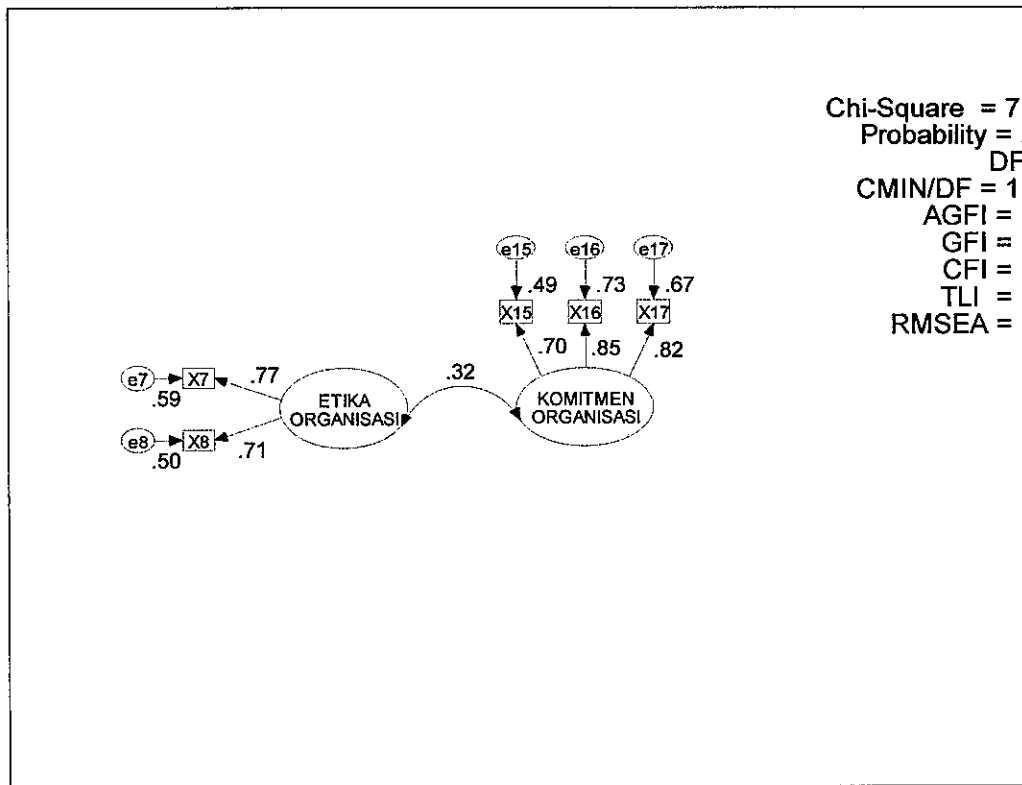 Chi-Square = 7
Probability = .
DF
CMIN/DF = 1
AGFI =
GFI =
CFI =
TLI =
RMSEA =
e15 e16 e17
.49 .73 .67
X15 X16 X17
.70 .85 .82
e7 X7 .77
.59
e8 X8 .71
.50
ETIKA
ORGANISASI
.32
KOMITMEN
ORGANISASI